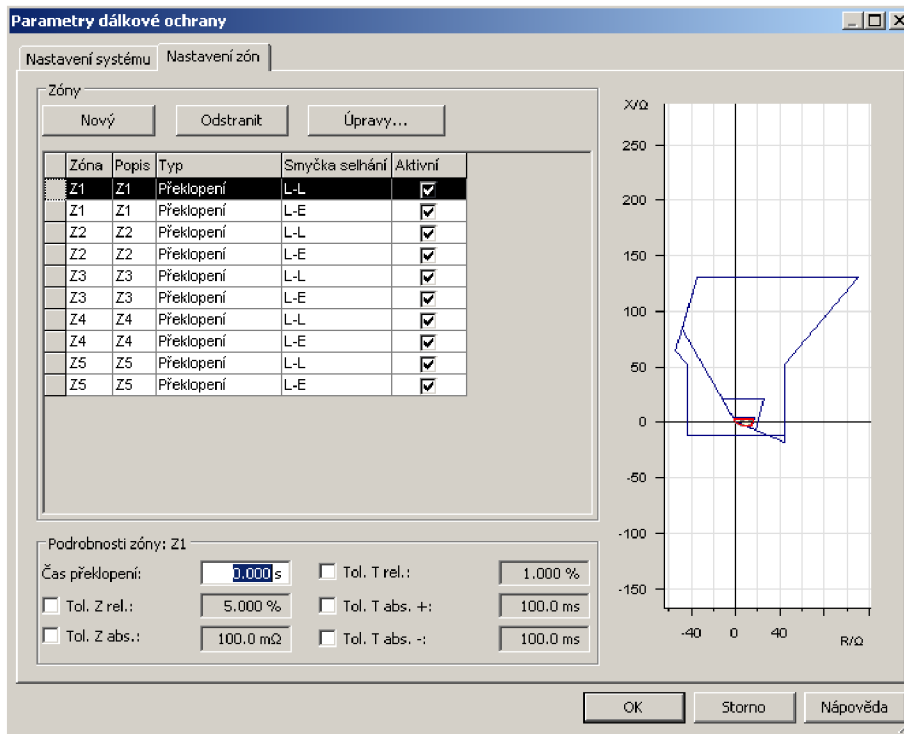 Parametry dálkové ochrany
Nastavení systému Nastavení zón
Zóny
Nový Odstranit Úpravy...
Zóna Popis Typ Smyčka selhání Aktivní
Z1 Z1 Překlopení L-L
Z1 Z1 Překlopení L-E
Z2 Z2 Překlopení L-L
Z2 Z2 Překlopení L-E
Z3 Z3 Překlopení L-L
Z3 Z3 Překlopení L-E
Z4 Z4 Překlopení L-L
Z4 Z4 Překlopení L-E
Z5 Z5 Překlopení L-L
Z5 Z5 Překlopení L-E
Podrobnosti zóny: Z1
Čas překlopení: 0.000 s Tol. T rel.: 1.000 %
Tol. Z rel.: 5.000 % Tol. T abs. +: 100.0 ms
Tol. Z abs.: 100.0 mΩ Tol. T abs. -: 100.0 ms
X/Ω
250
200
150
100
50
0
-50
-100
-150
-40 0 40
R/Ω
OK Storno Nápověda